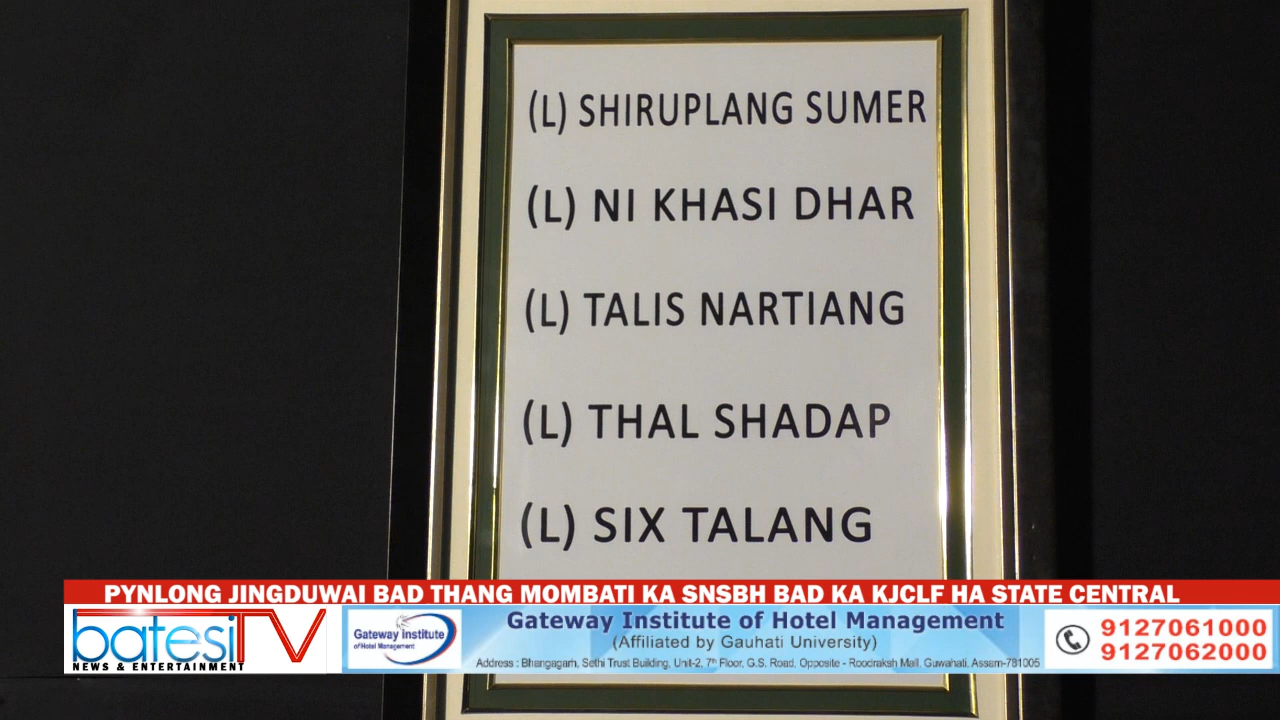 (L) SHIRUPLANG SUMER
(L) NI KHASI DHAR
(L) TALIS NARTIANG
(L) THAL SHADAP
(L) SIX TALANG
PYNLONG JINGDUWAI BAD THANG MOMBATI KA SNSBH BAD KA KJCLF HA STATE CENTRAL
batesi TV
NEWS & ENTERTAINMENT
Gateway Institute
of Hotel Management
Gateway Institute of Hotel Management
(Affiliated by Gauhati University)
Address : Bhangagarh, Sethi Trust Building, Unit-2, 7th Floor, G.S. Road, Opposite - Roodraksh Mall, Guwahati, Assam-781005
9127061000
9127062000